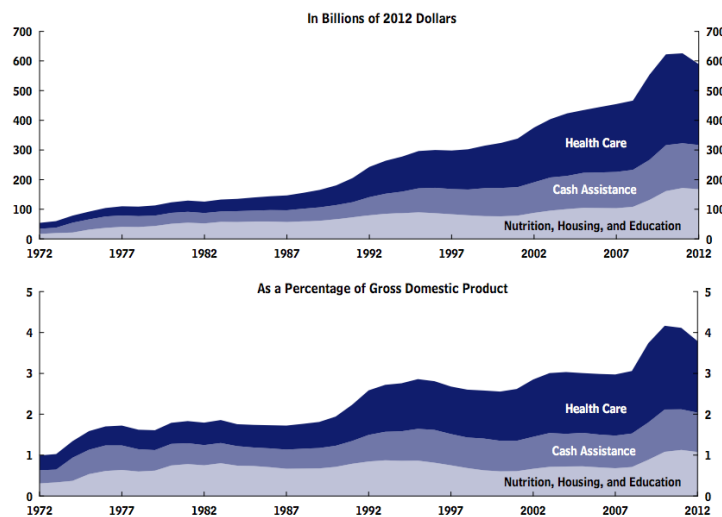 In Billions of 2012 Dollars
700 700
600 600
500 500
400 400
Health Care
300 300
200 200
Cash Assistance
100 100
Nutrition, Housing, and Education
0 0
1972 1977 1982 1987 1992 1997 2002 2007 2012
As a Percentage of Gross Domestic Product
5 5
4 4
3 3
2 2
Health Care
1 1
Cash Assistance
Nutrition, Housing, and Education
0 0
1972 1977 1982 1987 1992 1997 2002 2007 2012